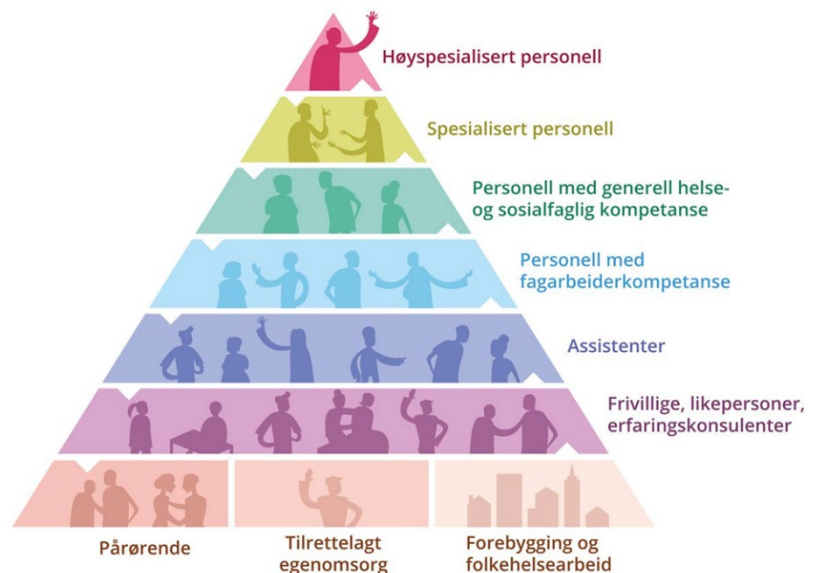 Høyspesialisert personell
Spesialisert personell
Personell med generell helse-
og sosialfaglig kompetanse
Personell med
fagarbeiderkompetanse
Assistenter
Frivillige, likepersoner,
erfaringskonsulenter
Pårørende
Tilrettelagt
egenomsorg
Forebygging og
folkehelsearbeid